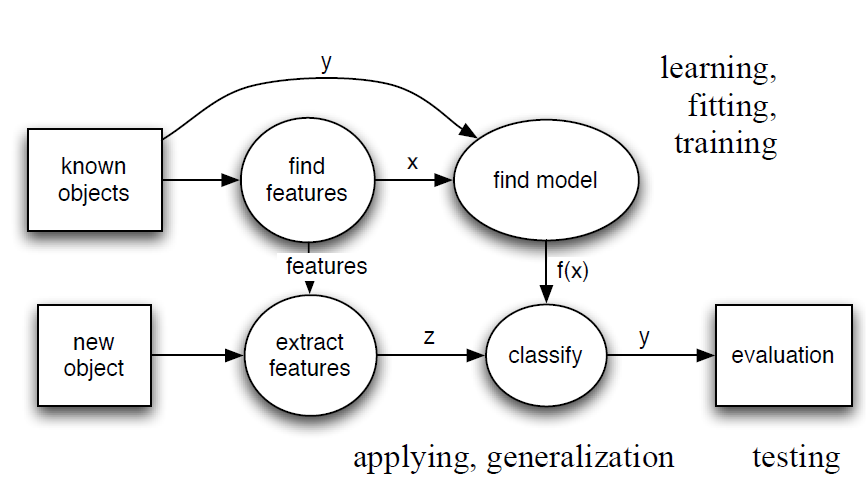 y
learning,
fitting,
training
known
objects
find
features
x
find model
features
f(x)
new
object
extract
features
z
classify
y
evaluation
applying, generalization
testing